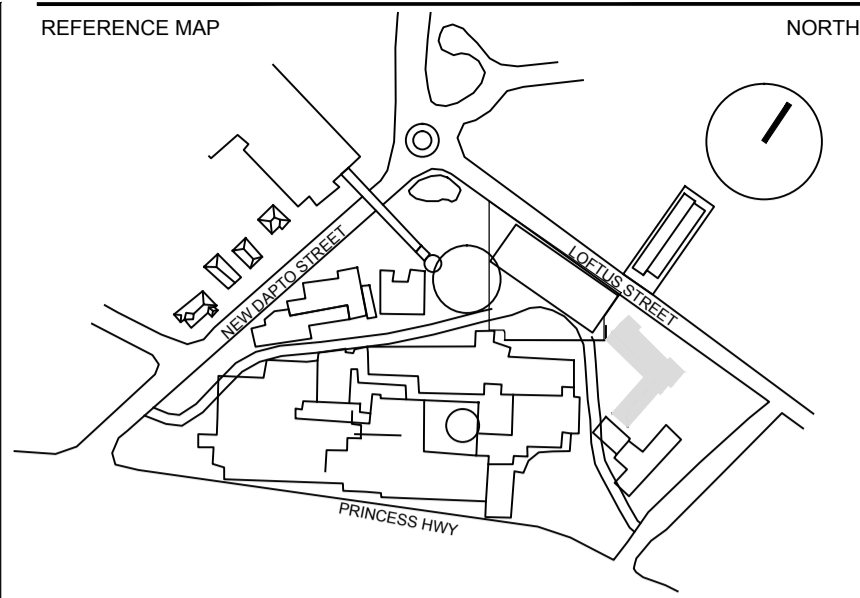 REFERENCE MAP
NORTH
NEW DAPTO STREET
LOFTUS STREET
PRINCESS HWY